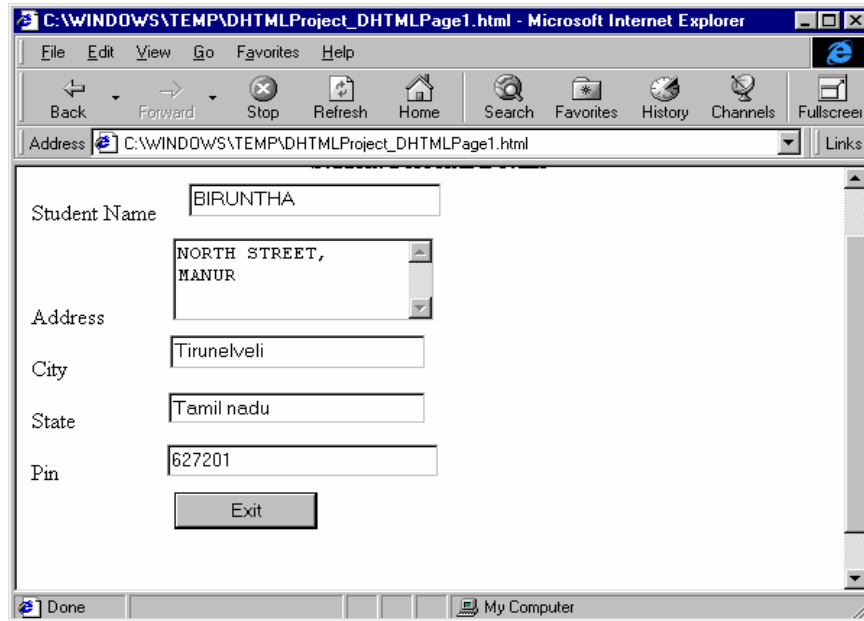 C:\WINDOWS\TEMP\DHTMLProject_DHTMLPage1.html - Microsoft Internet Explorer
File Edit View Go Favorites Help
Back Forward Stop Refresh Home Search Favorites History Channels Fullscreen
Address C:\WINDOWS\TEMP\DHTMLProject_DHTMLPage1.html Links
Student Name BIRUNTHA
NORTH STREET,
MANUR
Address
City Tirunelveli
State Tamil nadu
Pin 627201
Exit
Done My Computer